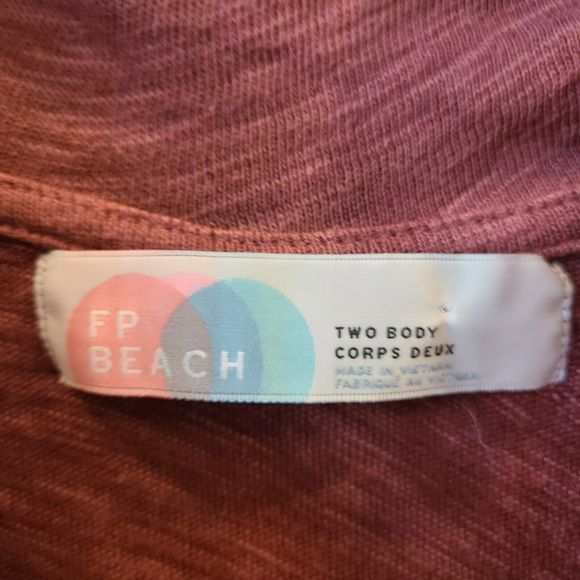 FP
BEACH
TWO BODY
CORPS DEUX
MADE IN VIETNAM
FABRIQUÉ AU VIETNAM